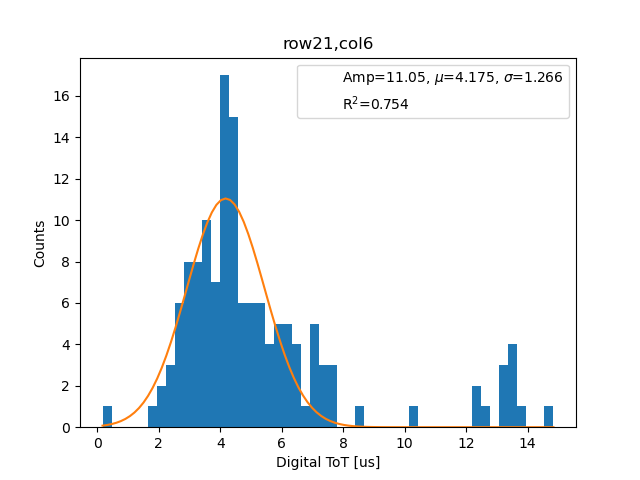 row21,col6
Amp=11.05, μ=4.175, σ=1.266
R²=0.754
Counts
16
14
12
10
8
6
4
2
0
0 2 4 6 8 10 12 14
Digital ToT [us]